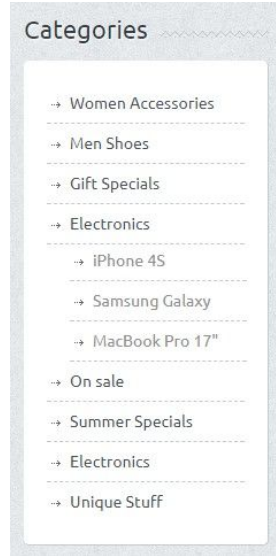 Categories
Women Accessories
Men Shoes
Gift Specials
Electronics
iPhone 4S
Samsung Galaxy
MacBook Pro 17"
On sale
Summer Specials
Electronics
Unique Stuff